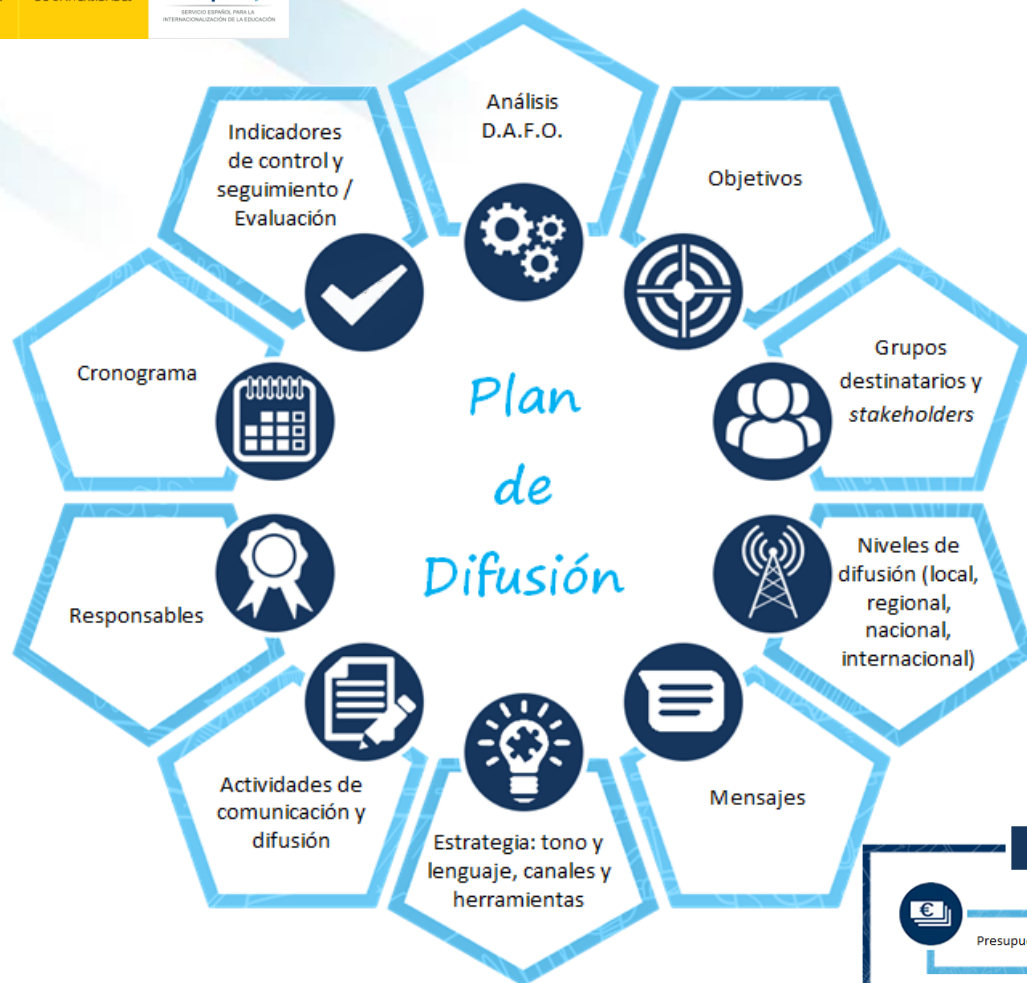 SERVICIO ESPAÑOL PARA LA
INTERNACIONALIZACIÓN DE LA EDUCACIÓN
Análisis
D.A.F.O.
Objetivos
Grupos
destinatarios y
stakeholders
Niveles de
difusión (local,
regional,
nacional,
internacional)
Mensajes
Estrategia: tono y
lenguaje, canales y
herramientas
Actividades de
comunicación y
difusión
Responsables
Cronograma
Indicadores
de control y
seguimiento /
Evaluación
Plan
de
Difusión